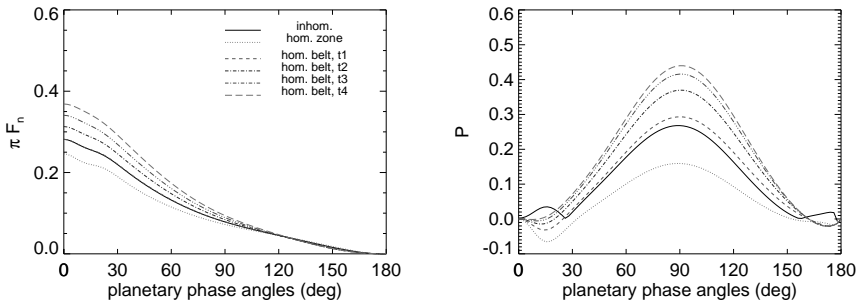 inhom.
hom. zone
hom. belt, t1
hom. belt, t2
hom. belt, t3
hom. belt, t4
π Fn
0.6
0.4
0.2
0.0
0 30 60 90 120 150 180
planetary phase angles (deg)
P
0.6
0.5
0.4
0.3
0.2
0.1
0.0
-0.1
0 30 60 90 120 150 180
planetary phase angles (deg)